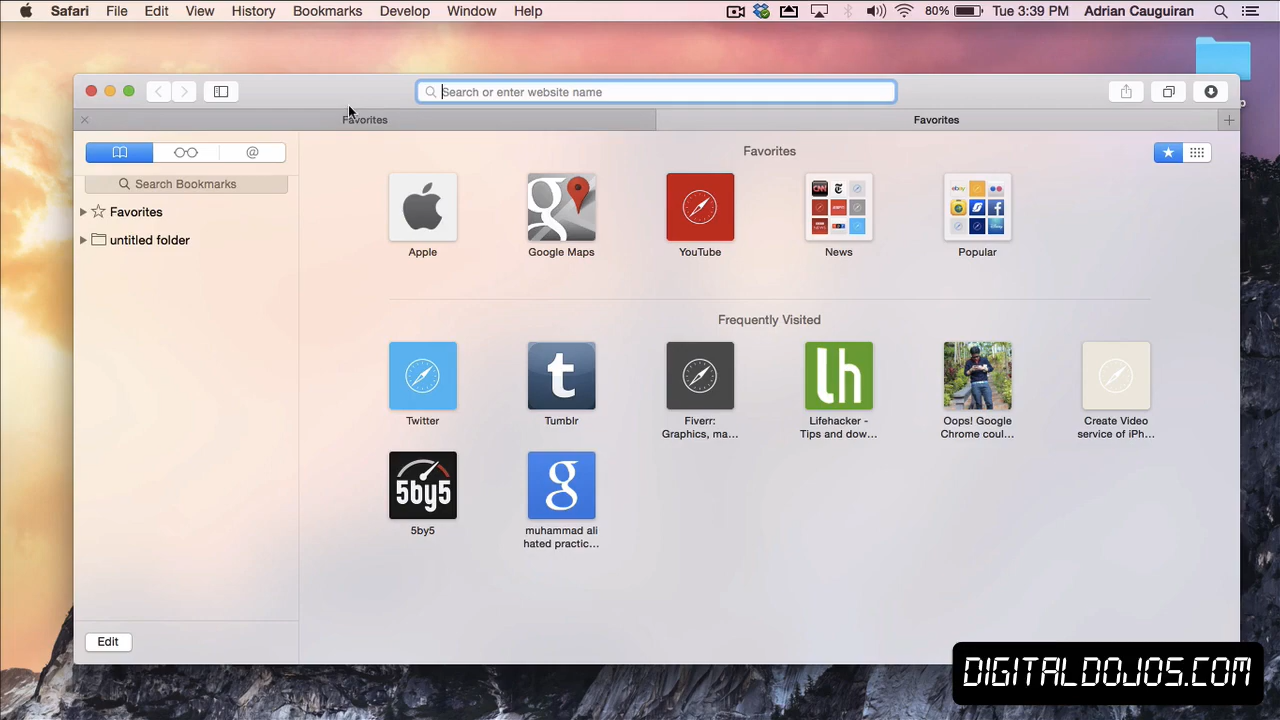 Safari File Edit View History Bookmarks Develop Window Help 80% Tue 3:39 PM Adrian Cauguiran
Search or enter website name
Favorites Favorites
@
Search Bookmarks
Favorites
untitled folder
Favorites
CNN
Apple Google Maps YouTube News Popular
Frequently Visited
t
lh
Twitter Tumblr Fiverr: Lifehacker - Oops! Google Create Video
Graphics, ma... Tips and dow... Chrome coul... service of iPh...
5by5
g
5by5 muhammad ali
hated practic...
Edit
DIGITALDOJOS.COM